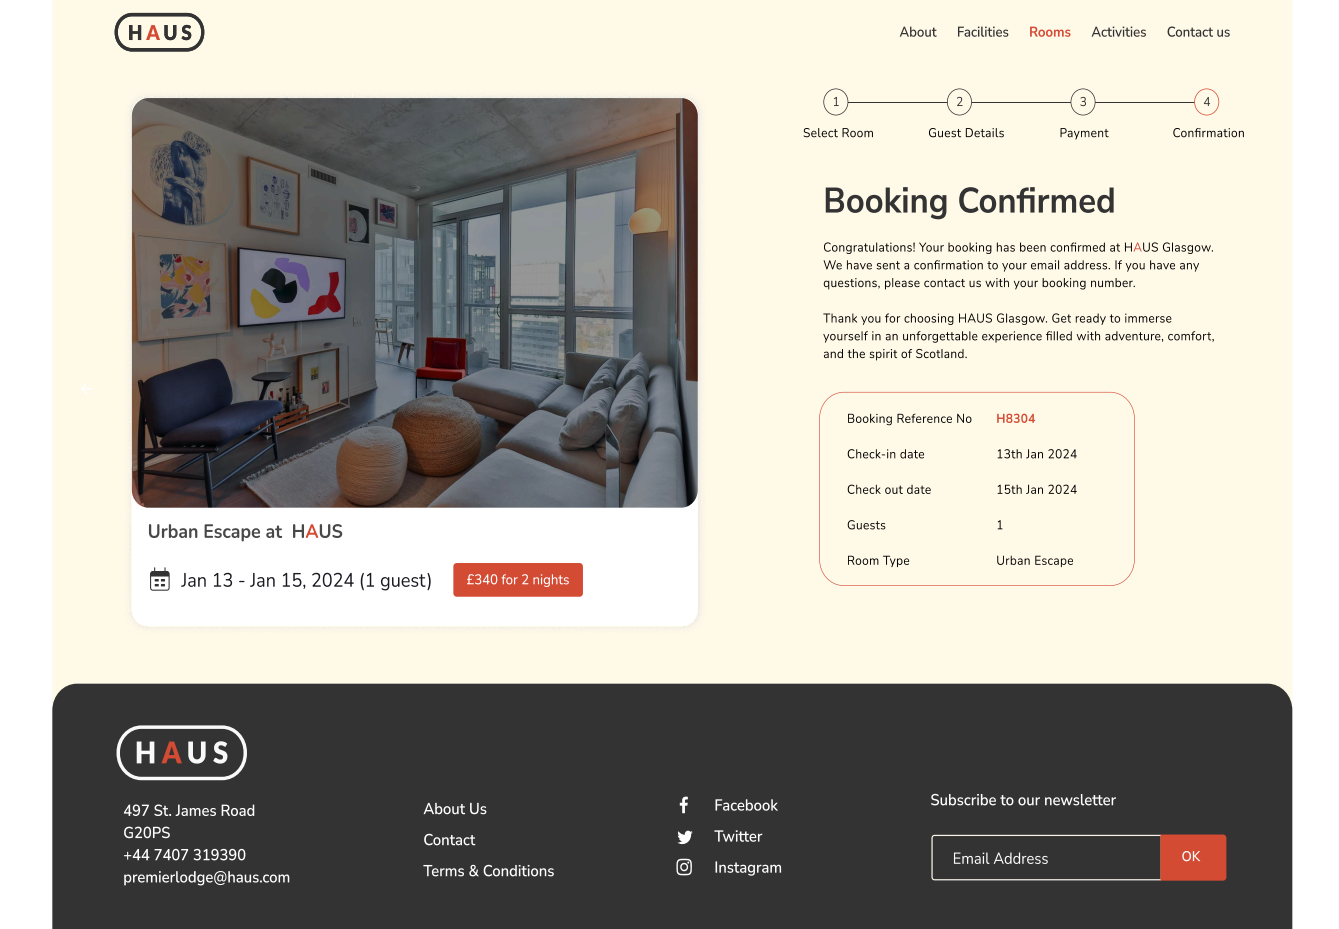 HAUS
About Facilities Rooms Activities Contact us
1 2 3 4
Select Room Guest Details Payment Confirmation
Booking Confirmed
Congratulations! Your booking has been confirmed at HAUS Glasgow.
We have sent a confirmation to your email address. If you have any
questions, please contact us with your booking number.
Thank you for choosing HAUS Glasgow. Get ready to immerse
yourself in an unforgettable experience filled with adventure, comfort,
and the spirit of Scotland.
Booking Reference No H8304
Check-in date 13th Jan 2024
Check out date 15th Jan 2024
Guests 1
Room Type Urban Escape
Urban Escape at HAUS
Jan 13 - Jan 15, 2024 (1 guest) £340 for 2 nights
HAUS
497 St. James Road
G20PS
+44 7407 319390
premierlodge@haus.com
About Us
Contact
Terms & Conditions
Facebook
Twitter
Instagram
Subscribe to our newsletter
Email Address OK